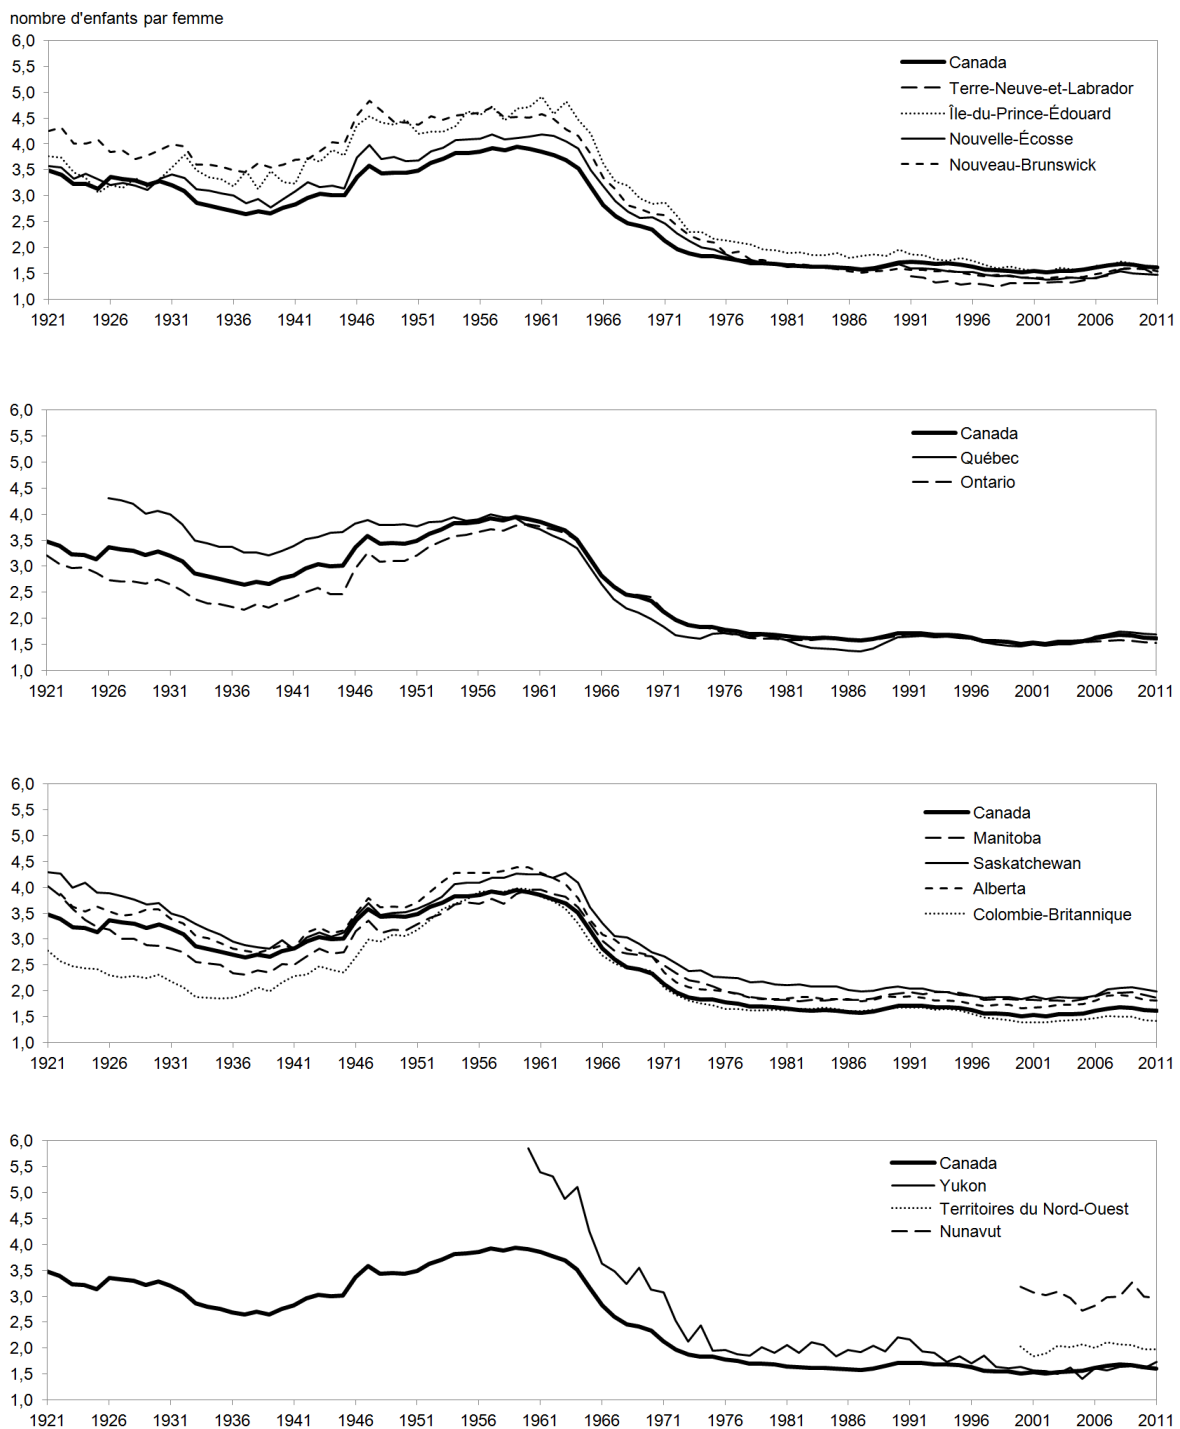 nombre d'enfants par femme
6,0
5,5
5,0
4,5
4,0
3,5
3,0
2,5
2,0
1,5
1,0
Canada
Terre-Neuve-et-Labrador
Île-du-Prince-Édouard
Nouvelle-Écosse
Nouveau-Brunswick
1921 1926 1931 1936 1941 1946 1951 1956 1961 1966 1971 1976 1981 1986 1991 1996 2001 2006 2011
6,0
5,5
5,0
4,5
4,0
3,5
3,0
2,5
2,0
1,5
1,0
Canada
Québec
Ontario
1921 1926 1931 1936 1941 1946 1951 1956 1961 1966 1971 1976 1981 1986 1991 1996 2001 2006 2011
6,0
5,5
5,0
4,5
4,0
3,5
3,0
2,5
2,0
1,5
1,0
Canada
Manitoba
Saskatchewan
Alberta
Colombie-Britannique
1921 1926 1931 1936 1941 1946 1951 1956 1961 1966 1971 1976 1981 1986 1991 1996 2001 2006 2011
6,0
5,5
5,0
4,5
4,0
3,5
3,0
2,5
2,0
1,5
1,0
Canada
Yukon
Territoires du Nord-Ouest
Nunavut
1921 1926 1931 1936 1941 1946 1951 1956 1961 1966 1971 1976 1981 1986 1991 1996 2001 2006 2011